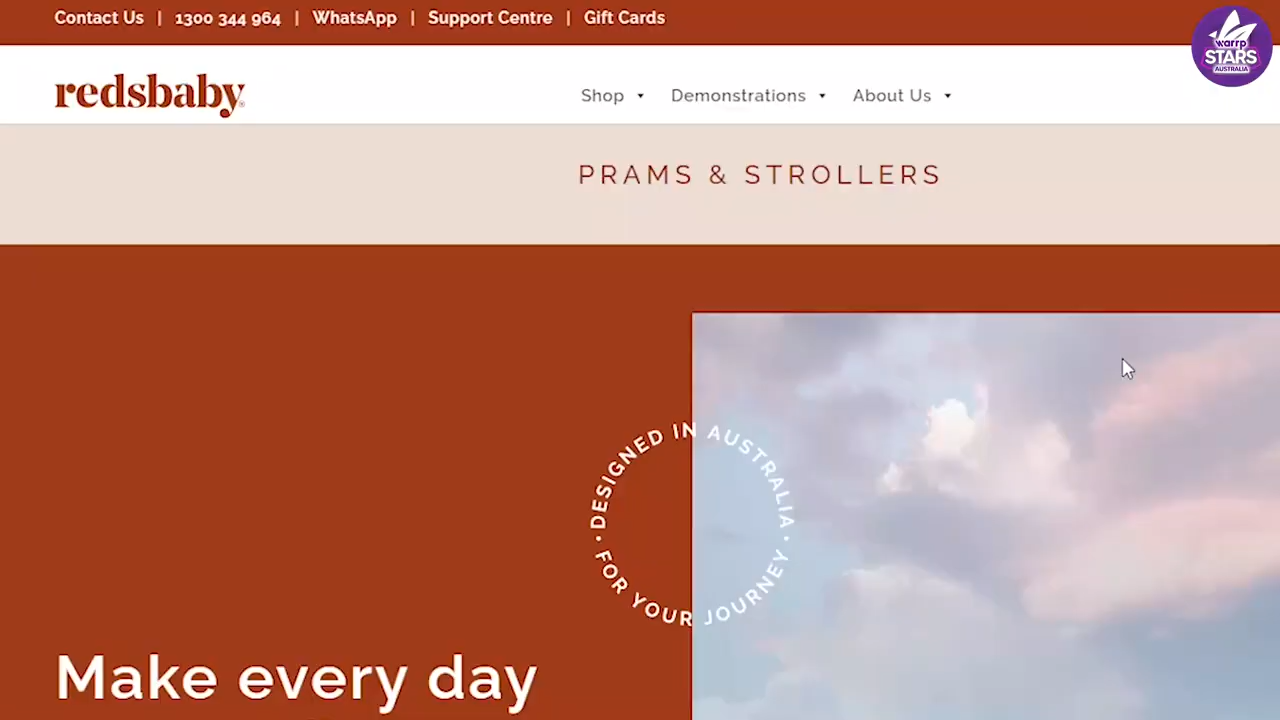 Contact Us | 1300 344 964 | WhatsApp | Support Centre | Gift Cards
warrp
STARS
AUSTRALIA
redsbaby
Shop
Demonstrations
About Us
PRAMS & STROLLERS
• DESIGNED IN AUSTRALIA • FOR YOUR JOURNEY
Make every day